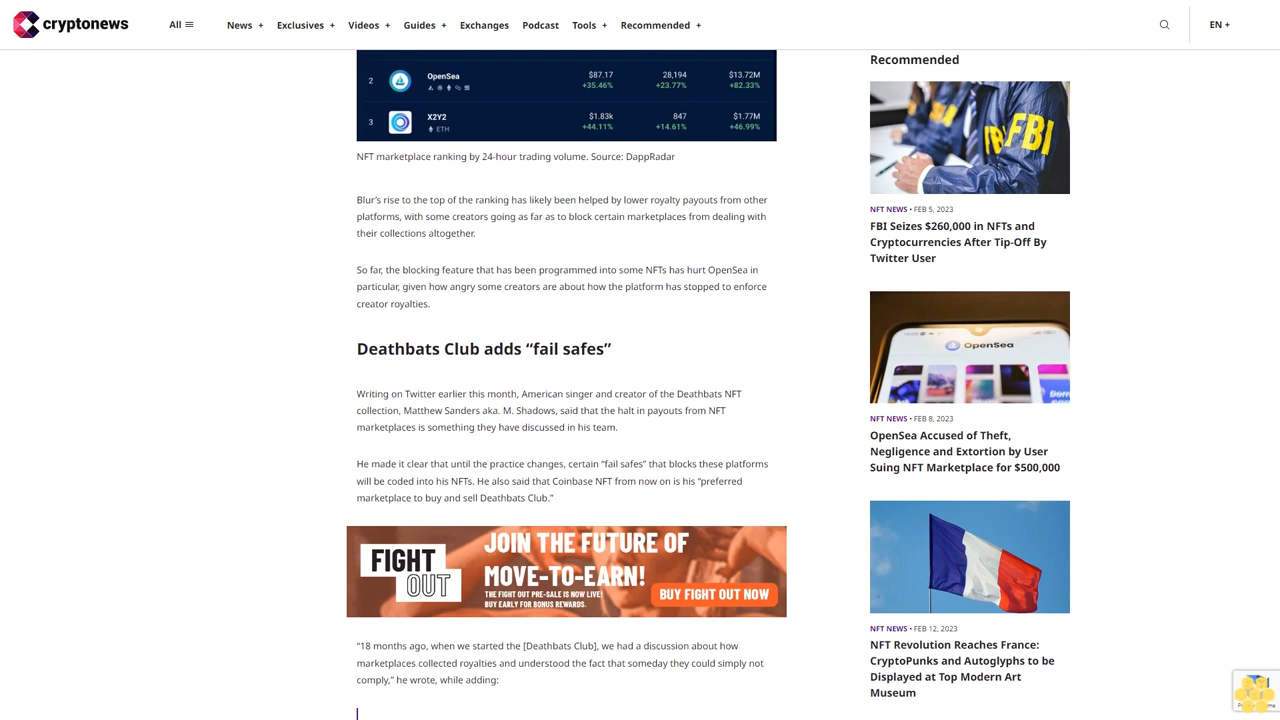 cryptonews
All
News +
Exclusives +
Videos +
Guides +
Exchanges
Podcast
Tools +
Recommended +
EN +
2
OpenSea
$87.17
28,194
$13.72M
+35.46%
+23.77%
+82.33%
3
X2Y2
$1.83k
847
$1.77M
ETH
+44.11%
+14.61%
+46.99%
NFT marketplace ranking by 24-hour trading volume. Source: DappRadar
Blur’s rise to the top of the ranking has likely been helped by lower royalty payouts from other
platforms, with some creators going as far as to block certain marketplaces from dealing with
their collections altogether.
So far, the blocking feature that has been programmed into some NFTs has hurt OpenSea in
particular, given how angry some creators are about how the platform has stopped to enforce
creator royalties.
Deathbats Club adds “fail safes”
Writing on Twitter earlier this month, American singer and creator of the Deathbats NFT
collection, Matthew Sanders aka. M. Shadows, said that the halt in payouts from NFT
marketplaces is something they have discussed in his team.
He made it clear that until the practice changes, certain “fail safes” that blocks these platforms
will be coded into his NFTs. He also said that Coinbase NFT from now on is his “preferred
marketplace to buy and sell Deathbats Club.”
FIGHT
OUT
JOIN THE FUTURE OF
MOVE-TO-EARN!
THE FIGHT OUT PRE-SALE IS NOW LIVE!
BUY EARLY FOR BONUS REWARDS.
BUY FIGHT OUT NOW
“18 months ago, when we started the [Deathbats Club], we had a discussion about how
marketplaces collected royalties and understood the fact that someday they could simply not
comply,” he wrote, while adding:
Recommended
FBI
FBI
NFT NEWS • FEB 5, 2023
FBI Seizes $260,000 in NFTs and
Cryptocurrencies After Tip-Off By
Twitter User
OpenSea
NFT NEWS • FEB 8, 2023
OpenSea Accused of Theft,
Negligence and Extortion by User
Suing NFT Marketplace for $500,000
NFT NEWS • FEB 12, 2023
NFT Revolution Reaches France:
CryptoPunks and Autoglyphs to be
Displayed at Top Modern Art
Museum